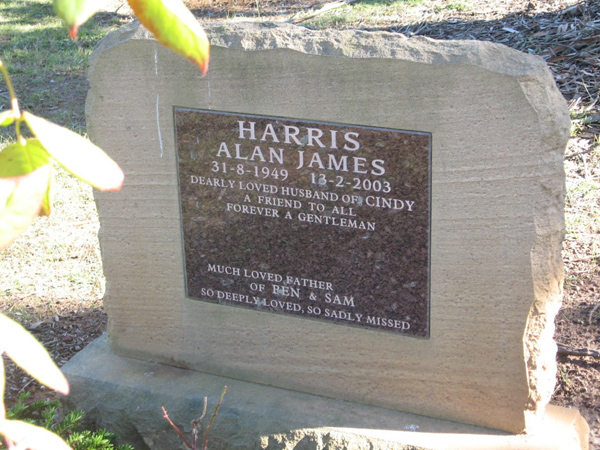 HARRIS
ALAN JAMES
31-8-1949 13-2-2003
DEARLY LOVED HUSBAND OF CINDY
A FRIEND TO ALL
FOREVER A GENTLEMAN
MUCH LOVED FATHER
OF BEN & SAM
SO DEEPLY LOVED, SO SADLY MISSED